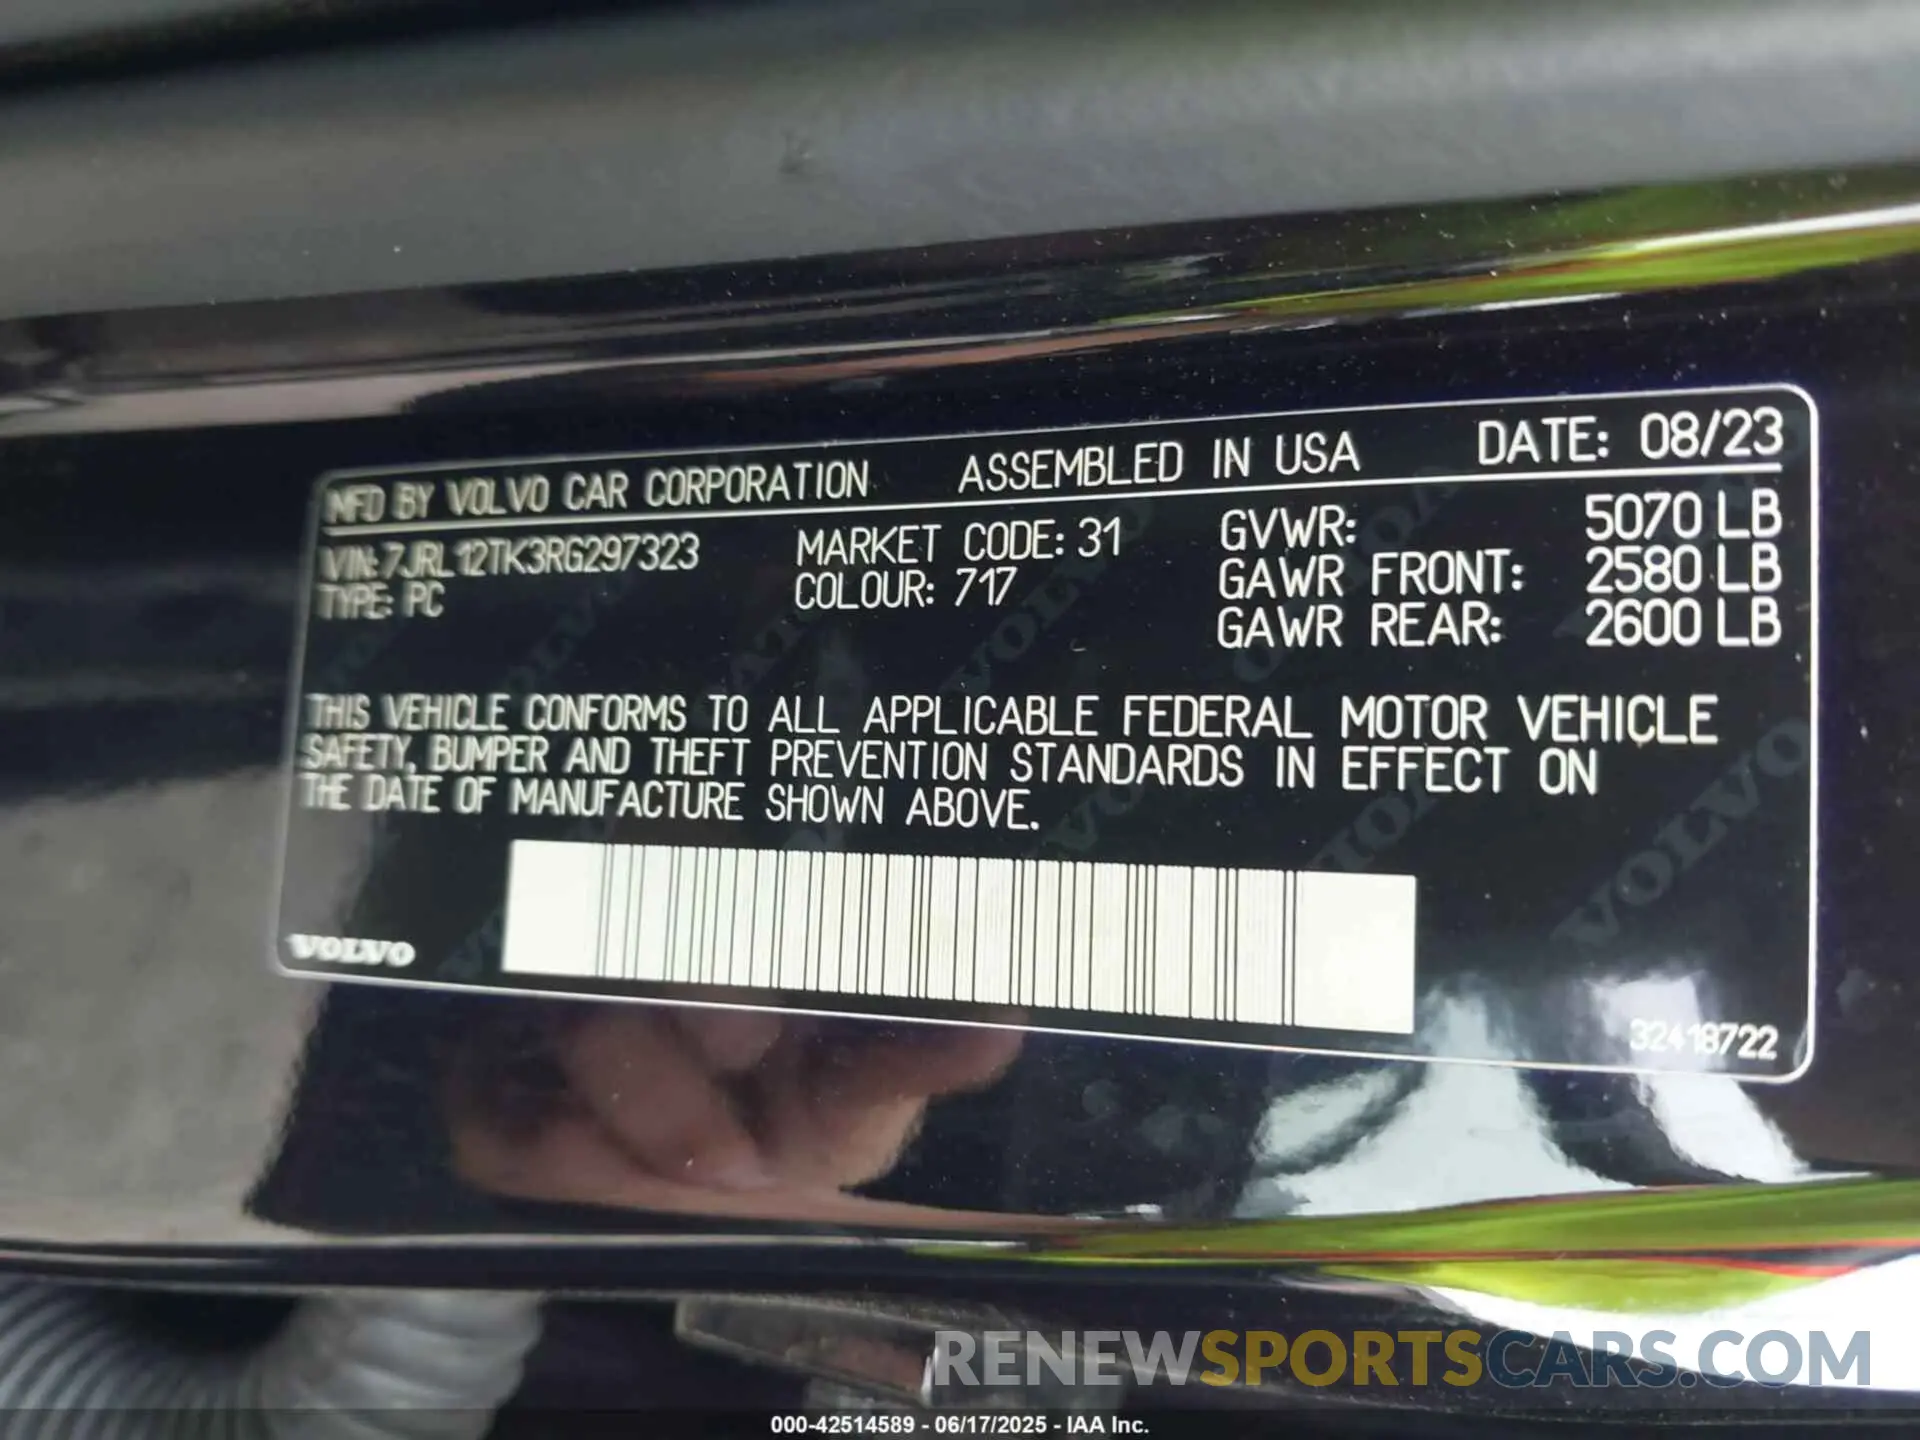 MFD BY VOLVO CAR CORPORATION ASSEMBLED IN USA DATE: 08/23
VIN: 7JRL12TK3RG297323 MARKET CODE: 31 GVWR: 5070 LB
TYPE: PC COLOUR: 717 GAWR FRONT: 2580 LB
GAWR REAR: 2600 LB
THIS VEHICLE CONFORMS TO ALL APPLICABLE FEDERAL MOTOR VEHICLE
SAFETY, BUMPER AND THEFT PREVENTION STANDARDS IN EFFECT ON
THE DATE OF MANUFACTURE SHOWN ABOVE.
VOLVO
32418722
RENEWSPORTSCARS.COM
000-42514589 - 06/17/2025 - IAA Inc.